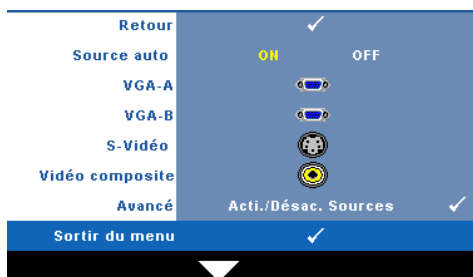 Retour
Source auto ON OFF
VGA-A
VGA-B
S-Vidéo
Vidéo composite
Avancé Acti./Désac. Sources
Sortir du menu